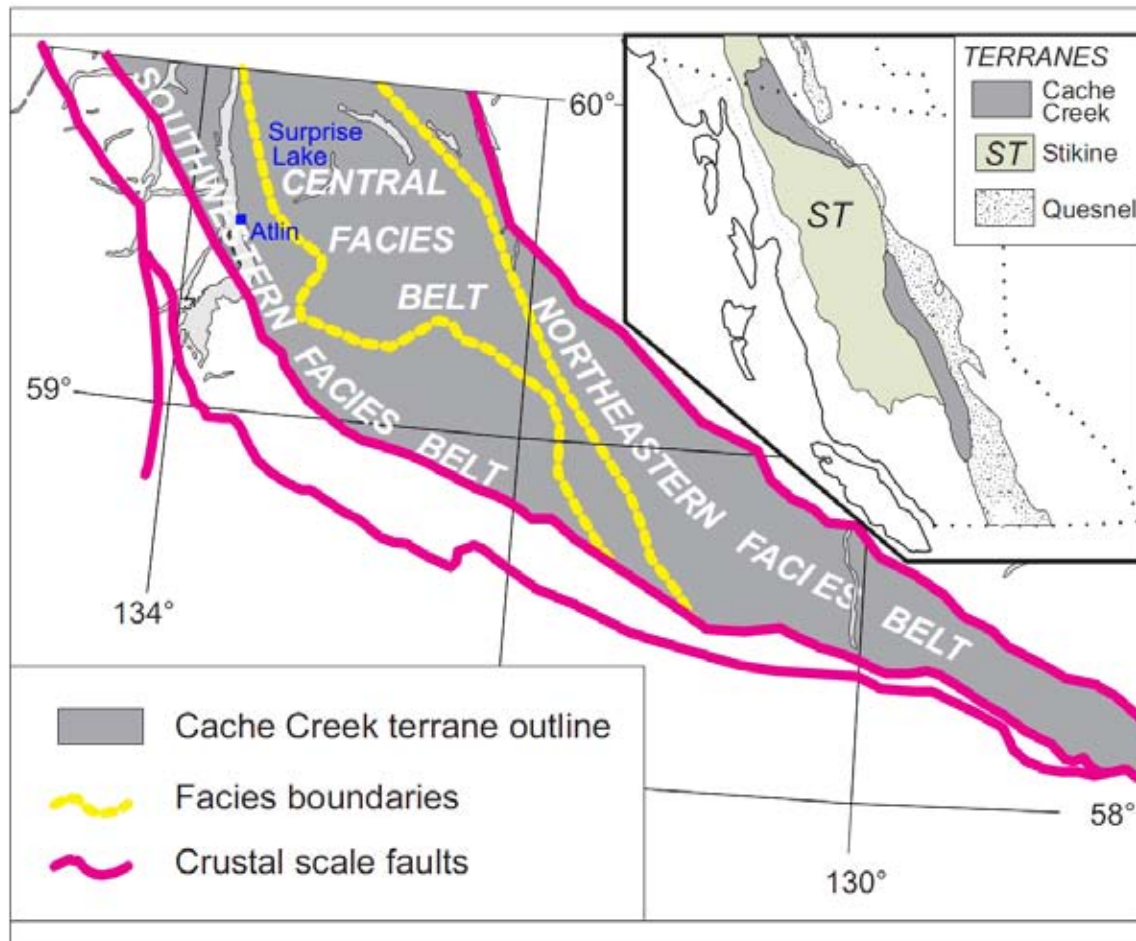 SOUTHWESTERN FACIES BELT
Surprise
Lake
CENTRAL
FACIES
BELT
Atlin
NORTHEASTERN FACIES BELT
60°
59°
134°
130°
58°
TERRANES
Cache
Creek
ST Stikine
Quesnel
ST
Cache Creek terrane outline
Facies boundaries
Crustal scale faults